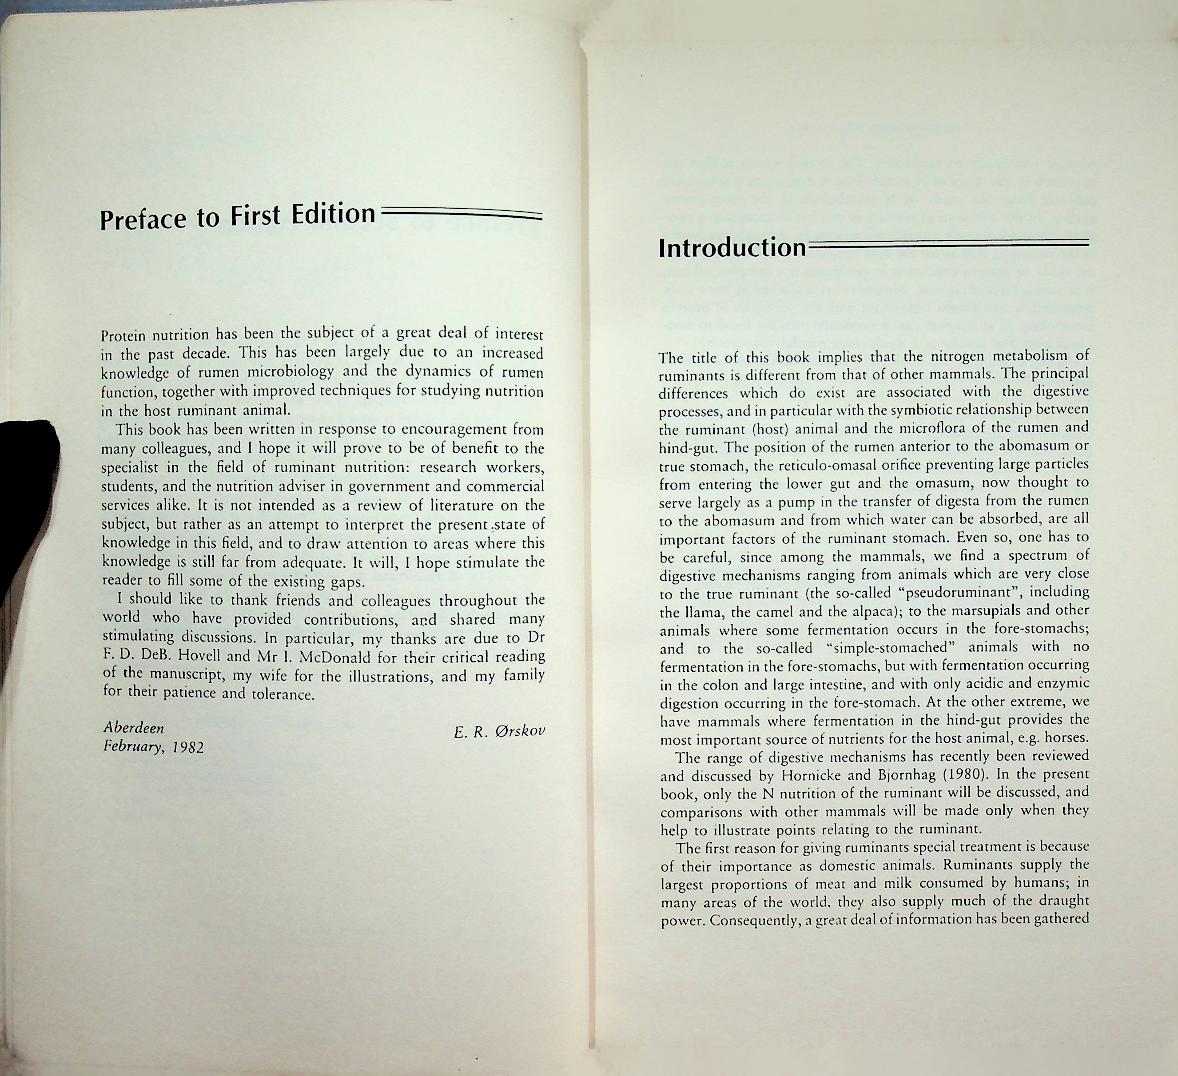 Preface to First Edition
Protein nutrition has been the subject of a great deal of interest
in the past decade. This has been largely due to an increased
knowledge of rumen microbiology and the dynamics of rumen
function, together with improved techniques for studying nutrition
in the host ruminant animal.
This book has been written in response to encouragement from
many colleagues, and I hope it will prove to be of benefit to the
specialist in the field of ruminant nutrition: research workers,
students, and the nutrition adviser in government and commercial
services alike. It is not intended as a review of literature on the
subject, but rather as an attempt to interpret the present state of
knowledge in this field, and to draw attention to areas where this
knowledge is still far from adequate. It will, I hope stimulate the
reader to fill some of the existing gaps.
I should like to thank friends and colleagues throughout the
world who have provided contributions, and shared many
stimulating discussions. In particular, my thanks are due to Dr
F. D. DeB. Hovell and Mr I. McDonald for their critical reading
of the manuscript, my wife for the illustrations, and my family
for their patience and tolerance.
Aberdeen
February, 1982
E. R. Ørskov
Introduction
The title of this book implies that the nitrogen metabolism of
ruminants is different from that of other mammals. The principal
differences which do exist are associated with the digestive
processes, and in particular with the symbiotic relationship between
the ruminant (host) animal and the microflora of the rumen and
hind-gut. The position of the rumen anterior to the abomasum or
true stomach, the reticulo-omasal orifice preventing large particles
from entering the lower gut and the omasum, now thought to
serve largely as a pump in the transfer of digesta from the rumen
to the abomasum and from which water can be absorbed, are all
important factors of the ruminant stomach. Even so, one has to
be careful, since among the mammals, we find a spectrum of
digestive mechanisms ranging from animals which are very close
to the true ruminant (the so-called “pseudoruminant”, including
the llama, the camel and the alpaca); to the marsupials and other
animals where some fermentation occurs in the fore-stomachs;
and to the so-called “simple-stomached” animals with no
fermentation in the fore-stomachs, but with fermentation occurring
in the colon and large intestine, and with only acidic and enzymic
digestion occurring in the fore-stomach. At the other extreme, we
have mammals where fermentation in the hind-gut provides the
most important source of nutrients for the host animal, e.g. horses.
The range of digestive mechanisms has recently been reviewed
and discussed by Hornicke and Bjornhag (1980). In the present
book, only the N nutrition of the ruminant will be discussed, and
comparisons with other mammals will be made only when they
help to illustrate points relating to the ruminant.
The first reason for giving ruminants special treatment is because
of their importance as domestic animals. Ruminants supply the
largest proportions of meat and milk consumed by humans; in
many areas of the world, they also supply much of the draught
power. Consequently, a great deal of information has been gathered